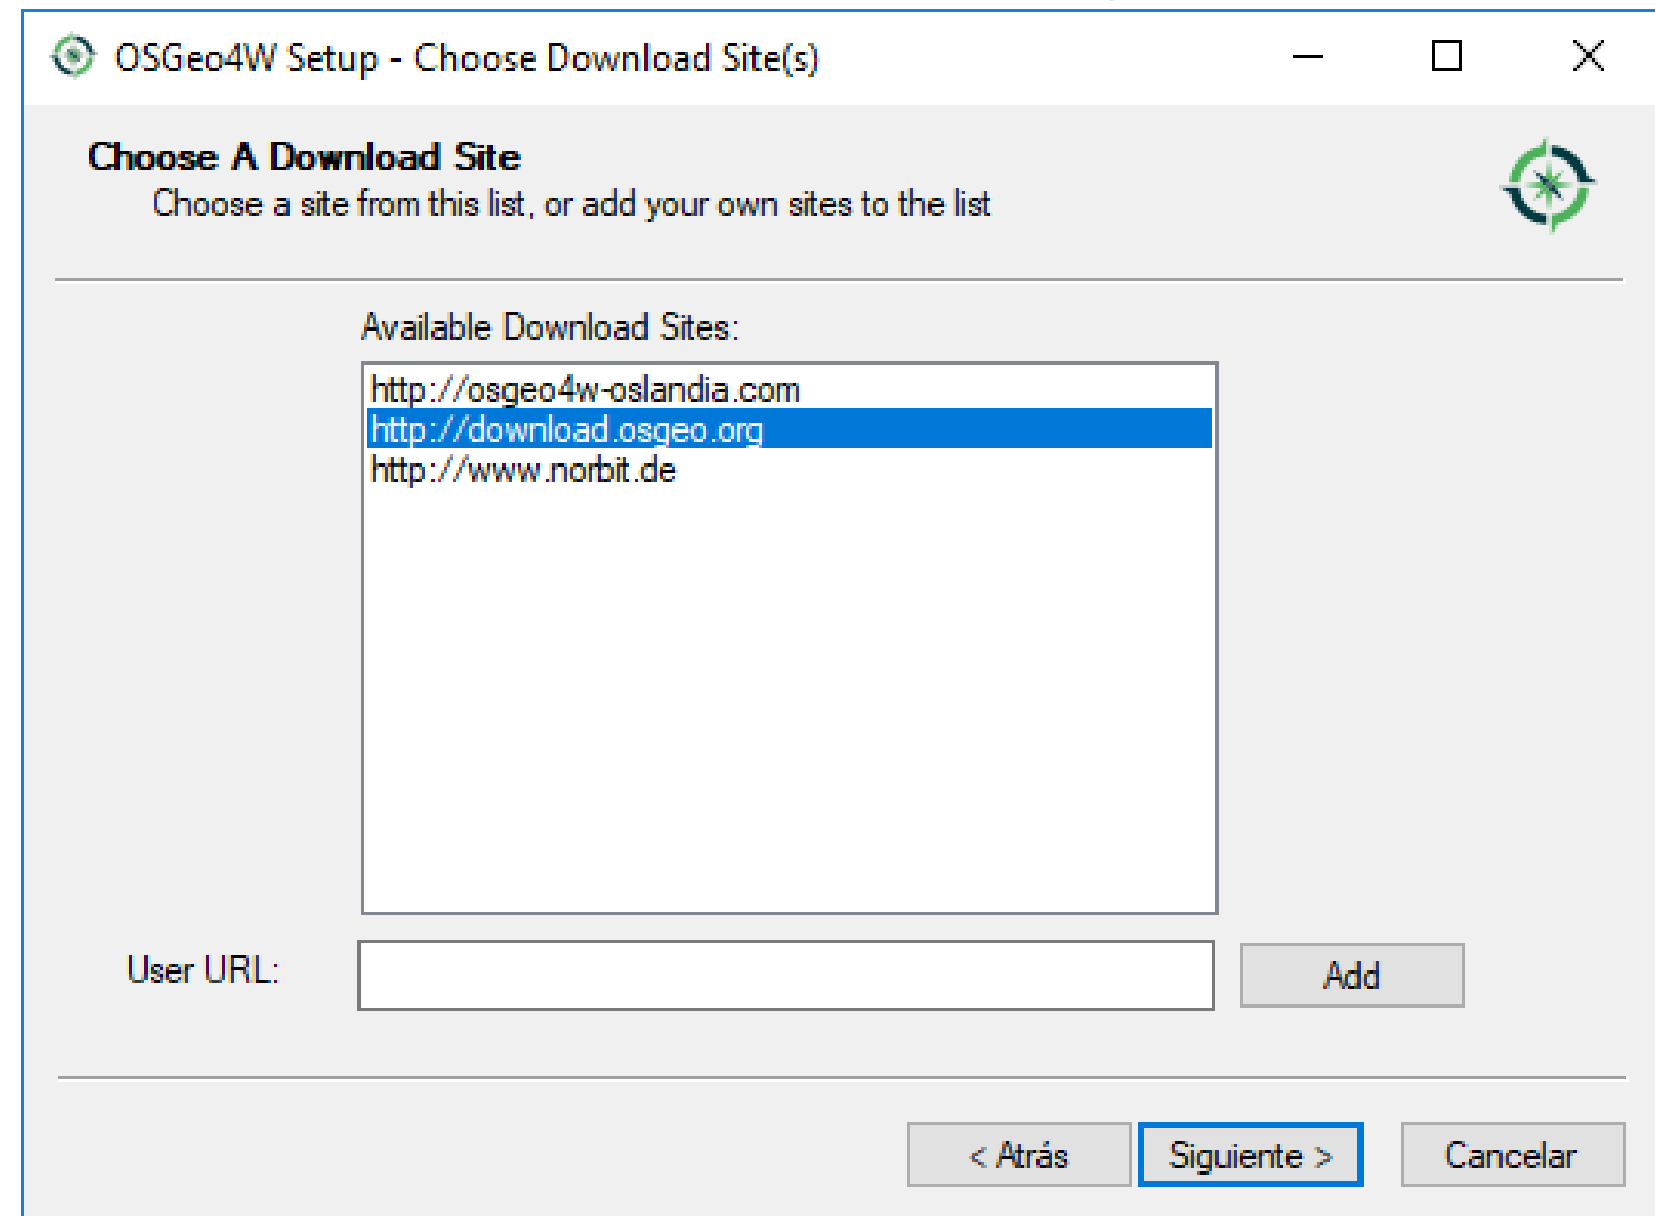 OSGeo4W Setup - Choose Download Site(s)
Choose A Download Site
Choose a site from this list, or add your own sites to the list
Available Download Sites:
http://osgeo4w-oslandia.com
http://download.osgeo.org
http://www.norbit.de
User URL:
Add
< Atrás
Siguiente >
Cancelar